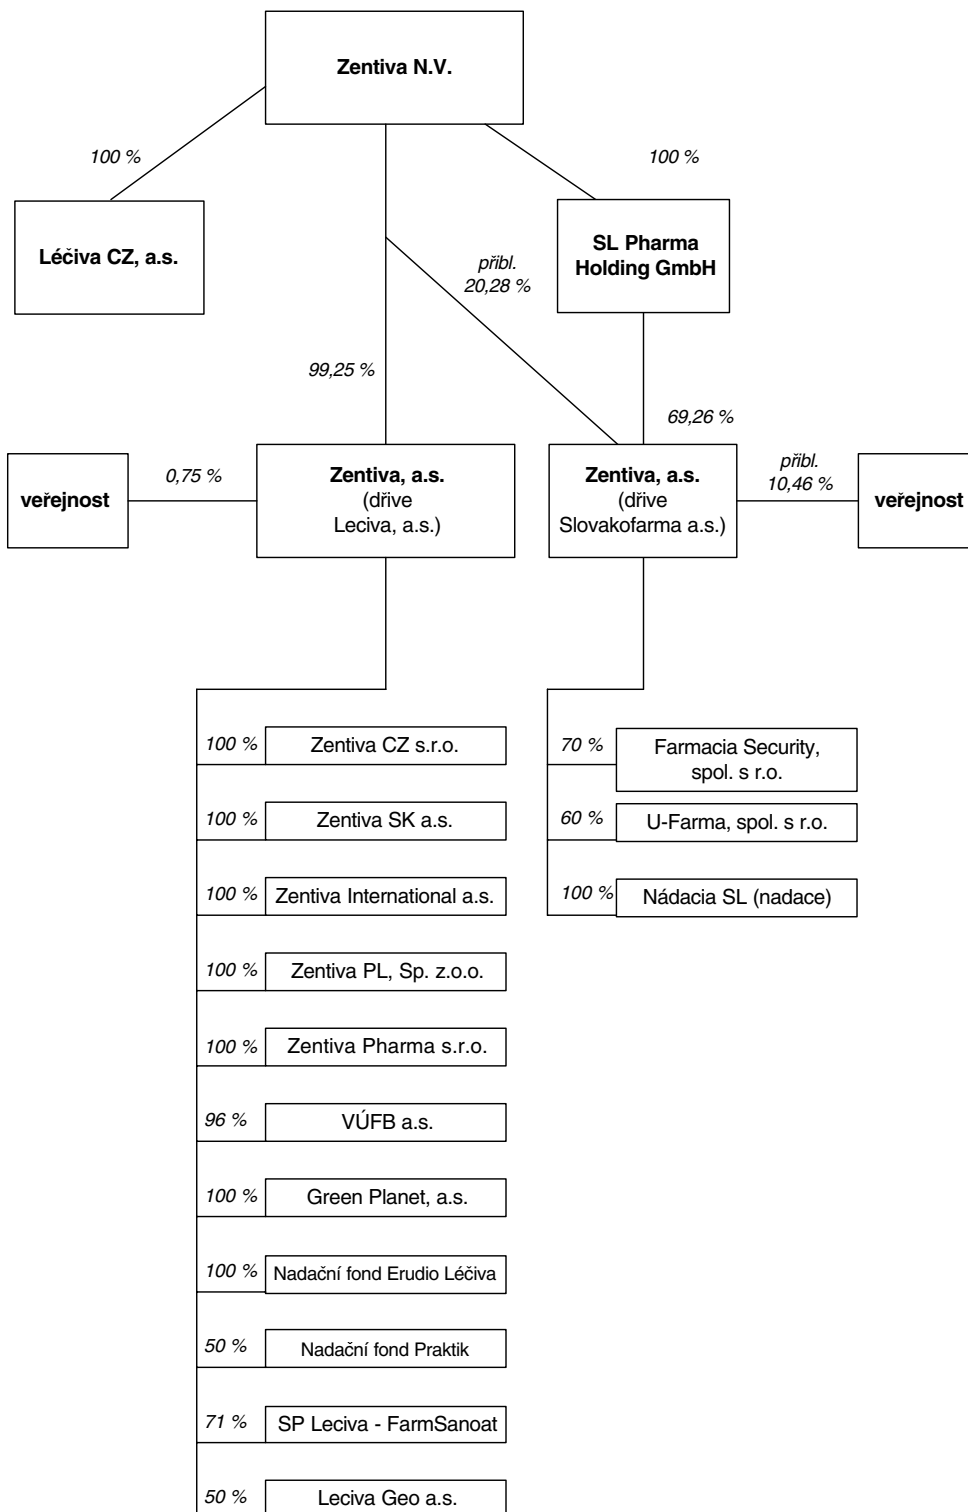 Zentiva N.V.
100 %
100 %
Léčiva CZ, a.s.
SL Pharma
Holding GmbH
přibl.
20,28 %
99,25 %
69,26 %
veřejnost
0,75 %
Zentiva, a.s.
(dřive
Leciva, a.s.)
Zentiva, a.s.
(dřive
Slovakofarma a.s.)
přibl.
10,46 %
veřejnost
100 %
Zentiva CZ s.r.o.
100 %
Zentiva SK a.s.
100 %
Zentiva International a.s.
100 %
Zentiva PL, Sp. z.o.o.
100 %
Zentiva Pharma s.r.o.
96 %
VÚFB a.s.
100 %
Green Planet, a.s.
100 %
Nadační fond Erudio Léčiva
50 %
Nadační fond Praktik
71 %
SP Leciva - FarmSanoat
50 %
Leciva Geo a.s.
70 %
Farmacia Security,
spol. s r.o.
60 %
U-Farma, spol. s r.o.
100 %
Nádacia SL (nadace)